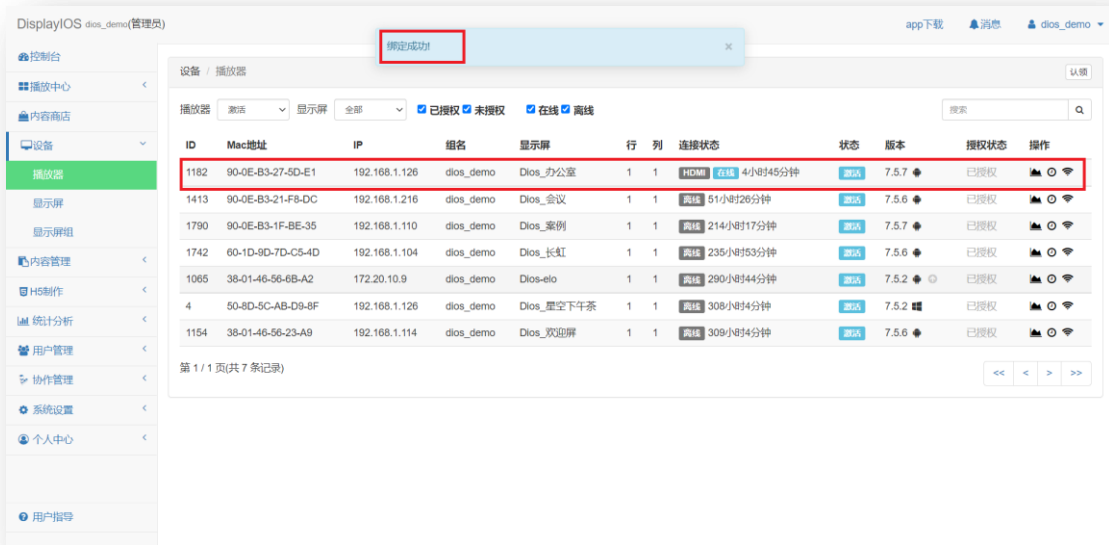 DisplayIOS dios_demo(管理员)
app下载 消息 dios_demo
绑定成功! ×
控制台
播放中心
内容商店
设备
播放器
显示屏
显示屏组
内容管理
H5制作
统计分析
用户管理
协作管理
系统设置
个人中心
用户指导
设备 / 播放器 认领
播放器 激活 显示屏 全部 已授权 未授权 在线 离线 搜索
ID Mac地址 IP 组名 显示屏 行 列 连接状态 状态 版本 授权状态 操作
1182 90-0E-B3-27-5D-E1 192.168.1.126 dios_demo Dios_办公室 1 1 HDMI 在线 4小时45分钟 激活 7.5.7 已授权
1413 90-0E-B3-21-F8-DC 192.168.1.216 dios_demo Dios_会议 1 1 离线 51小时26分钟 激活 7.5.6 已授权
1790 90-0E-B3-1F-BE-35 192.168.1.110 dios_demo Dios_案例 1 1 离线 214小时17分钟 激活 7.5.7 已授权
1742 60-1D-9D-7D-C5-4D 192.168.1.104 dios_demo Dios_长虹 1 1 离线 235小时53分钟 激活 7.5.6 已授权
1065 38-01-46-56-6B-A2 172.20.10.9 dios_demo Dios-elo 1 1 离线 290小时44分钟 激活 7.5.2 已授权
4 50-8D-5C-AB-D9-8F 192.168.1.126 dios_demo Dios_星空下午茶 1 1 离线 308小时4分钟 激活 7.5.2 已授权
1154 38-01-46-56-23-A9 192.168.1.114 dios_demo Dios_欢迎屏 1 1 离线 309小时4分钟 激活 7.5.6 已授权
第 1 / 1 页(共 7 条记录) << < > >>